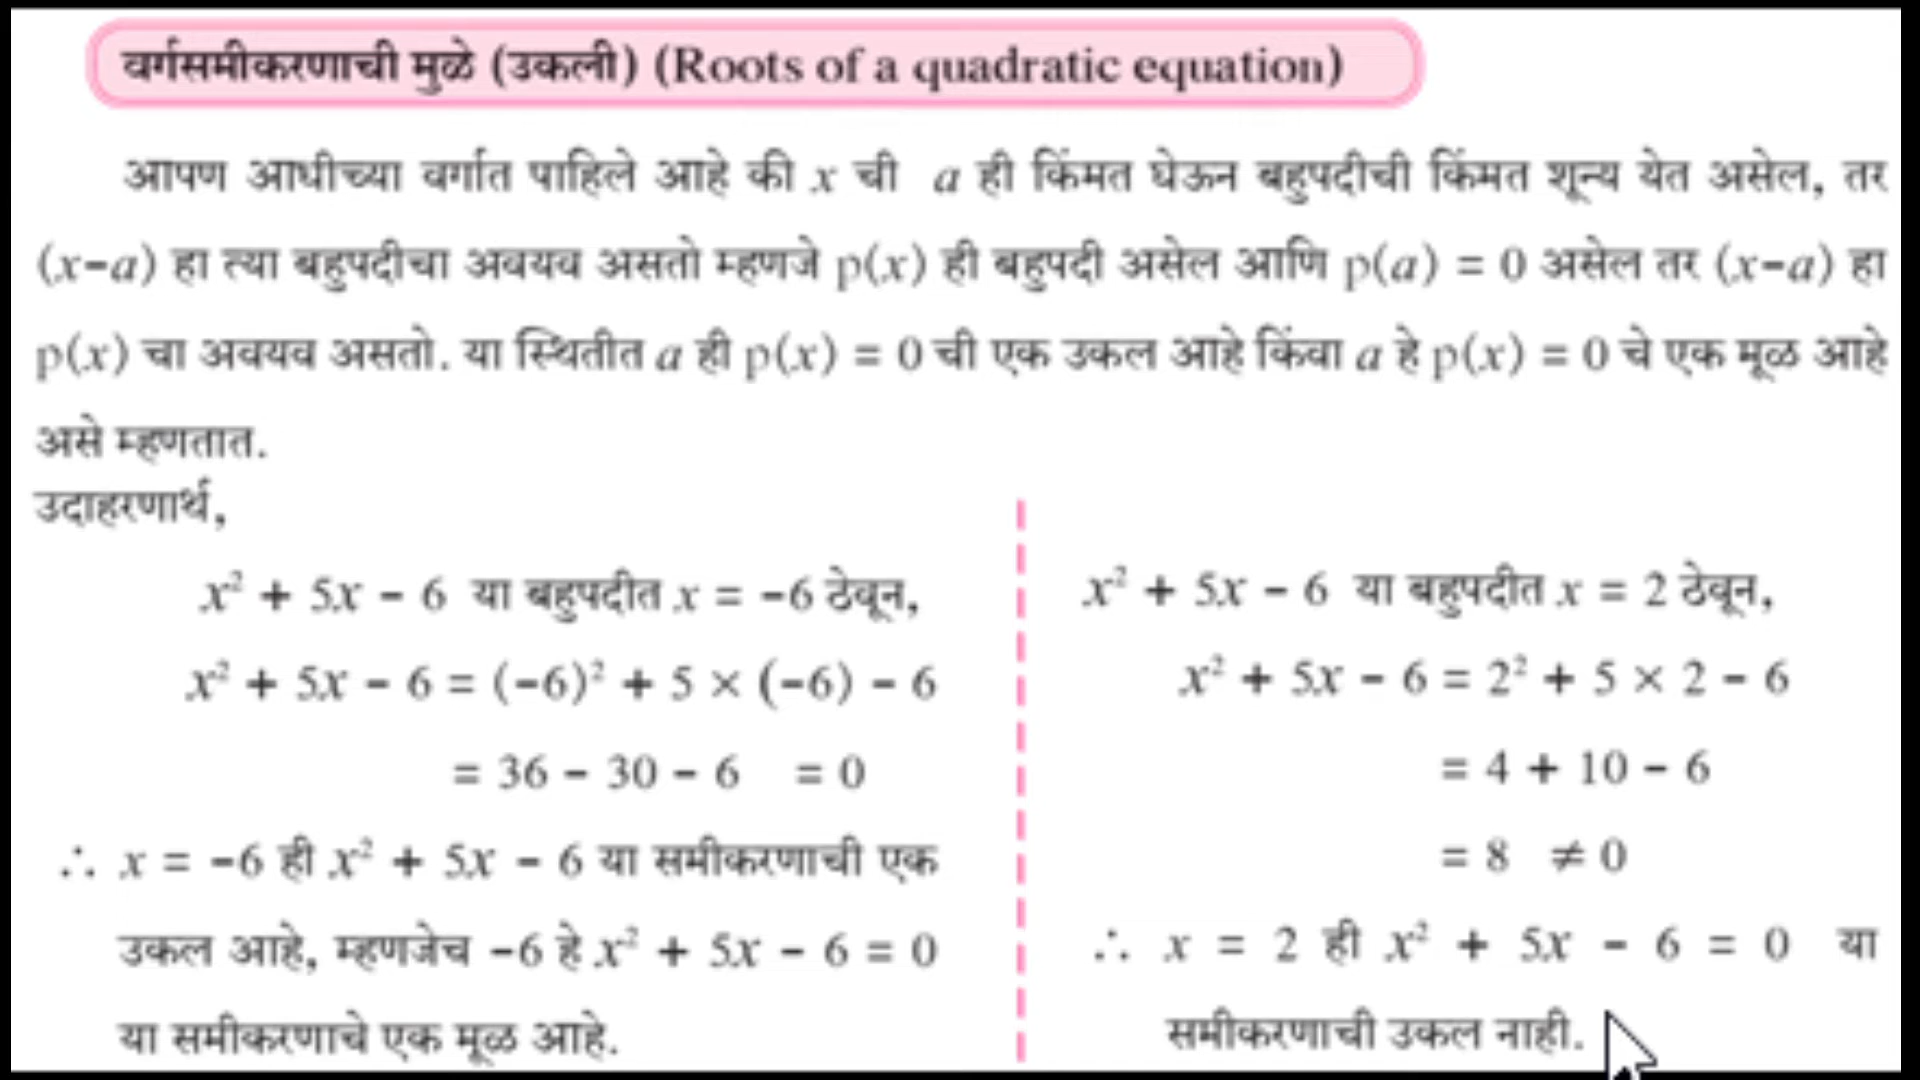 वर्गसमीकरणाची मुळे (उकली) (Roots of a quadratic equation)
आपण आधीच्या वर्गात पाहिले आहे की x ची a ही किंमत घेऊन बहुपदीची किंमत शून्य येत असेल, तर
(x-a) हा त्या बहुपदीचा अवयव असतो म्हणजे p(x) ही बहुपदी असेल आणि p(a) = 0 असेल तर (x-a) हा
p(x) चा अवयव असतो. या स्थितीत a ही p(x) = 0 ची एक उकल आहे किंवा a हे p(x) = 0 चे एक मूळ आहे
असे म्हणतात.
उदाहरणार्थ,
x² + 5x - 6 या बहुपदीत x = -6 ठेवून,
x² + 5x - 6 = (-6)² + 5 × (-6) - 6
= 36 - 30 - 6 = 0
∴ x = -6 ही x² + 5x - 6 या समीकरणाची एक
उकल आहे, म्हणजेच -6 हे x² + 5x - 6 = 0
या समीकरणाचे एक मूळ आहे.
x² + 5x - 6 या बहुपदीत x = 2 ठेवून,
x² + 5x - 6 = 2² + 5 × 2 - 6
= 4 + 10 - 6
= 8 ≠ 0
∴ x = 2 ही x² + 5x - 6 = 0 या
समीकरणाची उकल नाही.